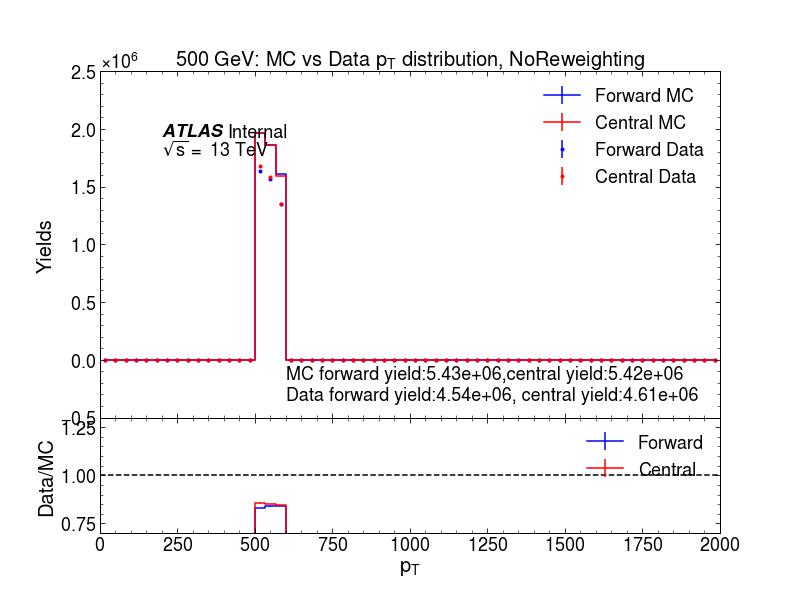 500 GeV: MC vs Data pT distribution, NoReweighting
×10⁶
2.5
2.0
1.5
1.0
0.5
0.0
0.5
Yields
ATLAS Internal
√s = 13 TeV
Forward MC
Central MC
Forward Data
Central Data
MC forward yield:5.43e+06,central yield:5.42e+06
Data forward yield:4.54e+06, central yield:4.61e+06
1.25
1.00
0.75
Data/MC
Forward
Central
0 250 500 750 1000 1250 1500 1750 2000
pT